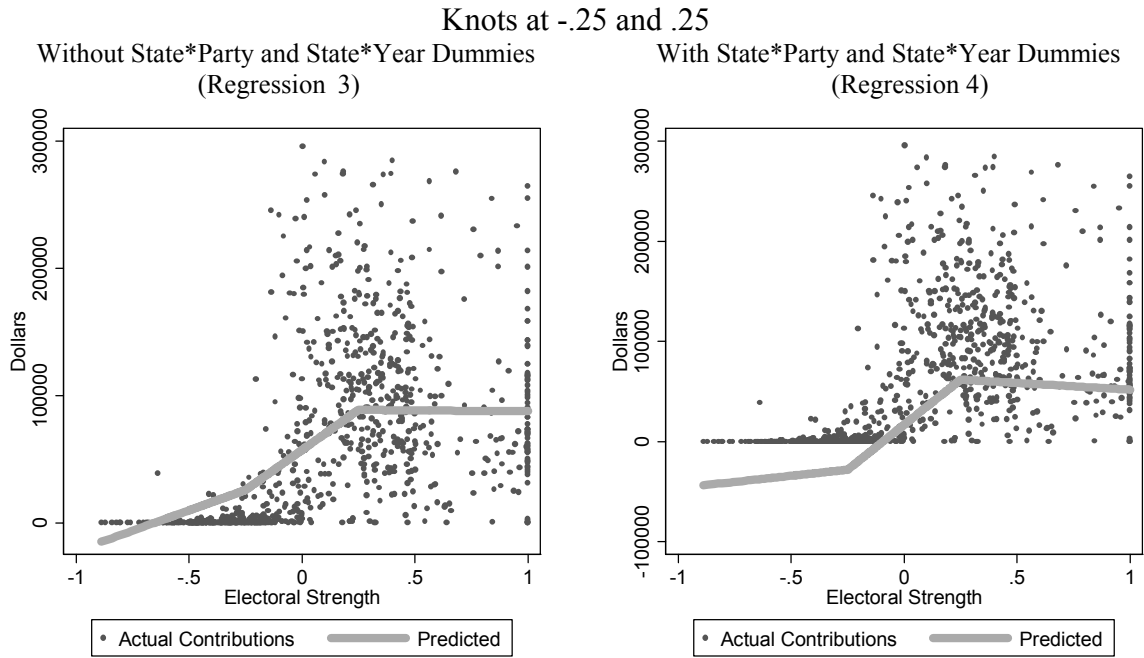 Knots at -.25 and .25
Without State*Party and State*Year Dummies
(Regression 3)
300000
200000
100000
0
Dollars
-1
-.5
0
.5
1
Electoral Strength
Actual Contributions
Predicted
With State*Party and State*Year Dummies
(Regression 4)
300000
200000
100000
0
-100000
Dollars
-1
-.5
0
.5
1
Electoral Strength
Actual Contributions
Predicted